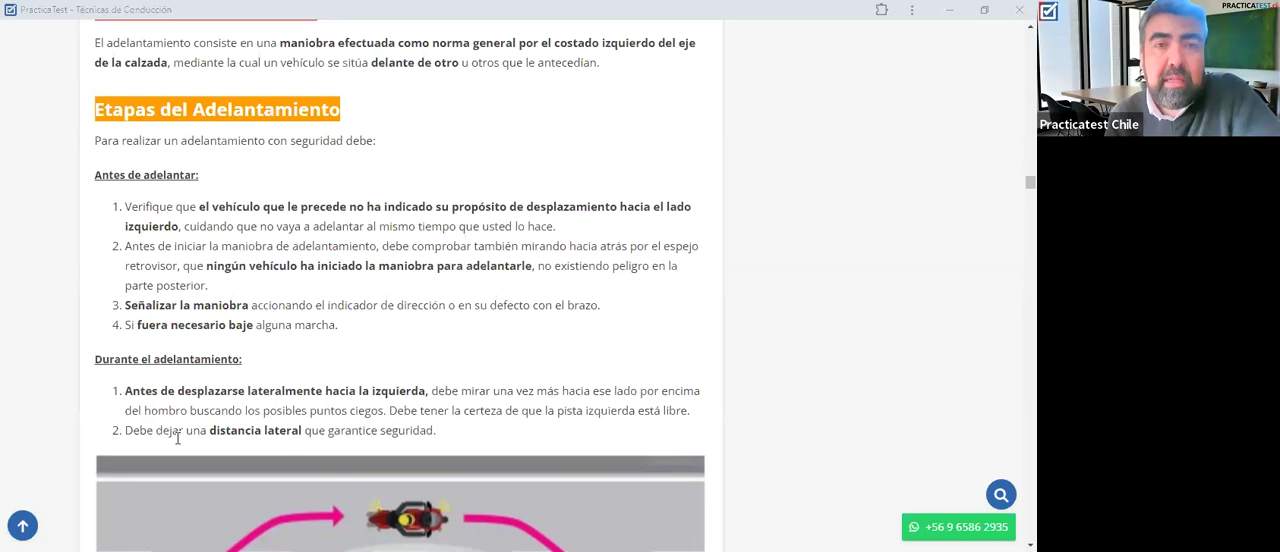 PracticaTest - Técnicas de Conducción
PRACTICATEST
El adelantamiento consiste en una maniobra efectuada como norma general por el costado izquierdo del eje
de la calzada, mediante la cual un vehículo se sitúa delante de otro u otros que le antecedían.
Etapas del Adelantamiento
Practicatest Chile
Para realizar un adelantamiento con seguridad debe:
Antes de adelantar:
1. Verifique que el vehículo que le precede no ha indicado su propósito de desplazamiento hacia el lado
izquierdo, cuidando que no vaya a adelantar al mismo tiempo que usted lo hace.
2. Antes de iniciar la maniobra de adelantamiento, debe comprobar también mirando hacia atrás por el espejo
retrovisor, que ningún vehículo ha iniciado la maniobra para adelantarle, no existiendo peligro en la
parte posterior.
3. Señalizar la maniobra accionando el indicador de dirección o en su defecto con el brazo.
4. Si fuera necesario baje alguna marcha.
Durante el adelantamiento:
1. Antes de desplazarse lateralmente hacia la izquierda, debe mirar una vez más hacia ese lado por encima
del hombro buscando los posibles puntos ciegos. Debe tener la certeza de que la pista izquierda está libre.
2. Debe dejar una distancia lateral que garantice seguridad.
+56 9 6586 2935